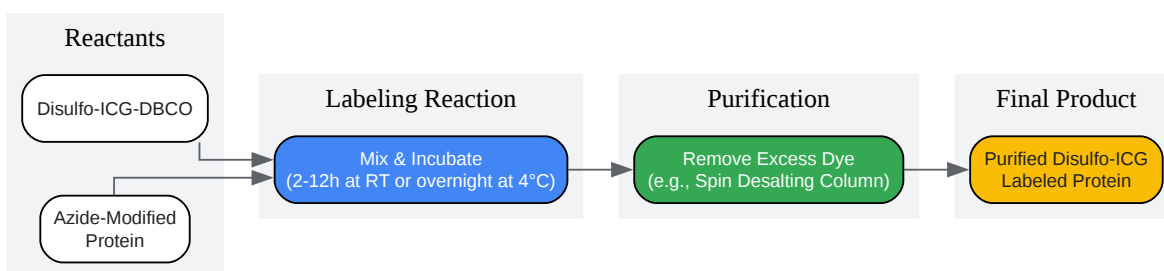 Reactants
Disulfo-ICG-DBCO
Azide-Modified
Protein
Labeling Reaction
Mix & Incubate
(2-12h at RT or overnight at 4°C)
Purification
Remove Excess Dye
(e.g., Spin Desalting Column)
Final Product
Purified Disulfo-ICG
Labeled Protein